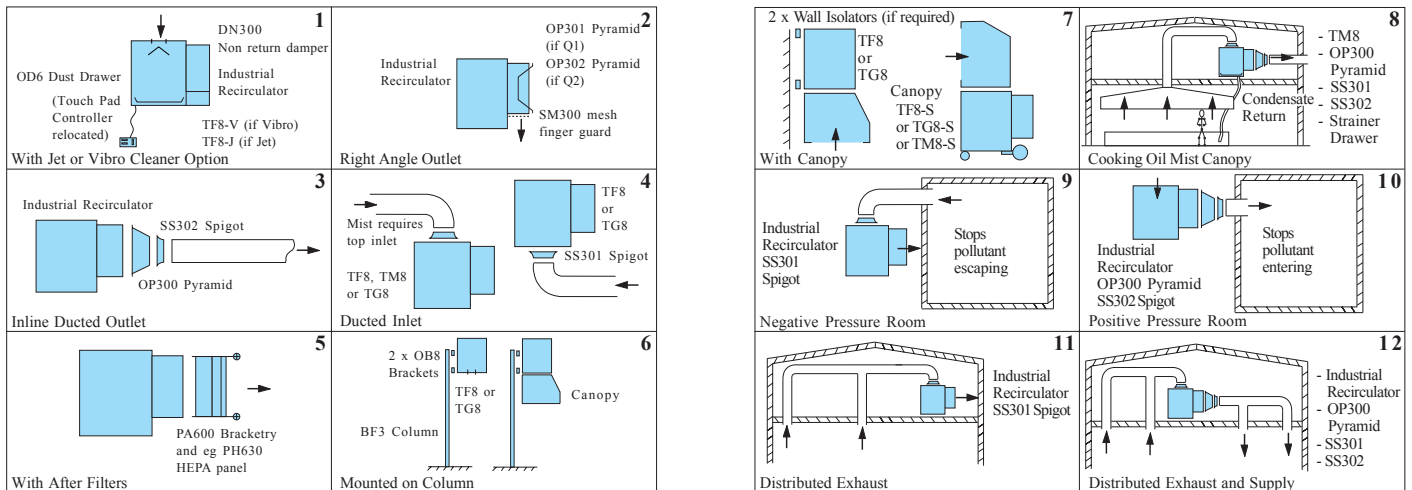 1
DN300
Non return damper
OD6 Dust Drawer
Industrial
Recirculator
(Touch Pad
Controller
relocated)
TF8-V (if Vibro)
TF8-J (if Jet)
With Jet or Vibro Cleaner Option
2
OP301 Pyramid
(if Q1)
OP302 Pyramid
(if Q2)
Industrial
Recirculator
SM300 mesh
finger guard
Right Angle Outlet
3
Industrial Recirculator
SS302 Spigot
OP300 Pyramid
Inline Ducted Outlet
4
TF8
or
TG8
Mist requires
top inlet
SS301 Spigot
TF8, TM8
or TG8
Ducted Inlet
5
PA600 Bracketry
and eg PH630
HEPA panel
With After Filters
6
2 x OB8
Brackets
TF8 or
TG8
Canopy
BF3 Column
Mounted on Column
7
2 x Wall Isolators (if required)
TF8
or
TG8
Canopy
TF8-S
or TG8-S
or TM8-S
With Canopy
8
- TM8
- OP300
Pyramid
- SS301
- SS302
- Strainer
Drawer
Condensate
Return
Cooking Oil Mist Canopy
9
Industrial
Recirculator
SS301
Spigot
Stops
pollutant
escaping
Negative Pressure Room
10
Industrial
Recirculator
OP300 Pyramid
SS302 Spigot
Stops
pollutant
entering
Positive Pressure Room
11
Industrial
Recirculator
SS301 Spigot
Distributed Exhaust
12
- Industrial
Recirculator
- OP300
Pyramid
- SS301
- SS302
Distributed Exhaust and Supply